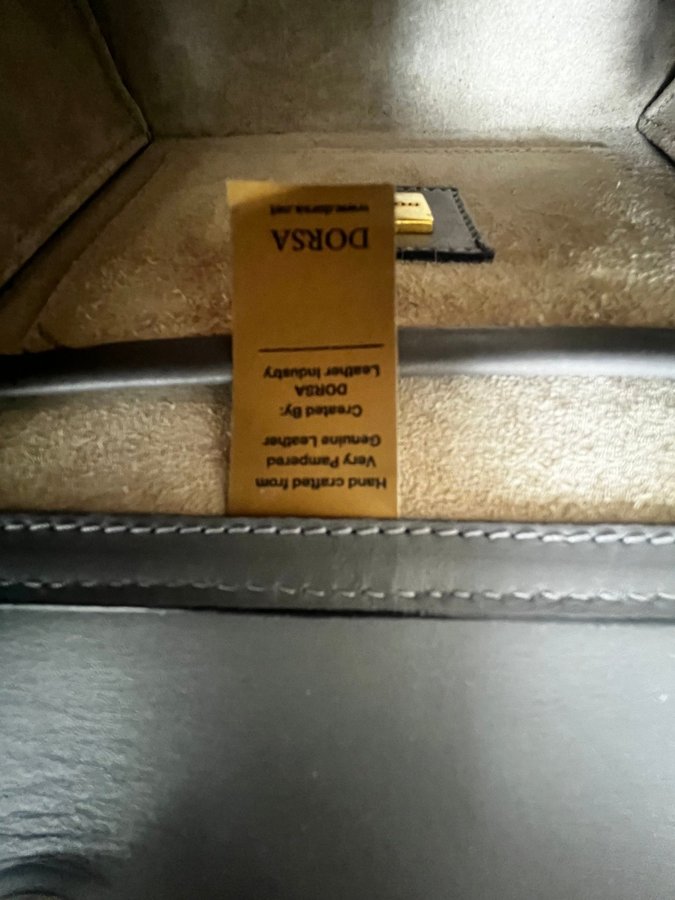 Hand crafted from
Very Pampered
Genuine Leather
Created By:
DORSA
Leather Industry
DORSA
www.dorsa.net